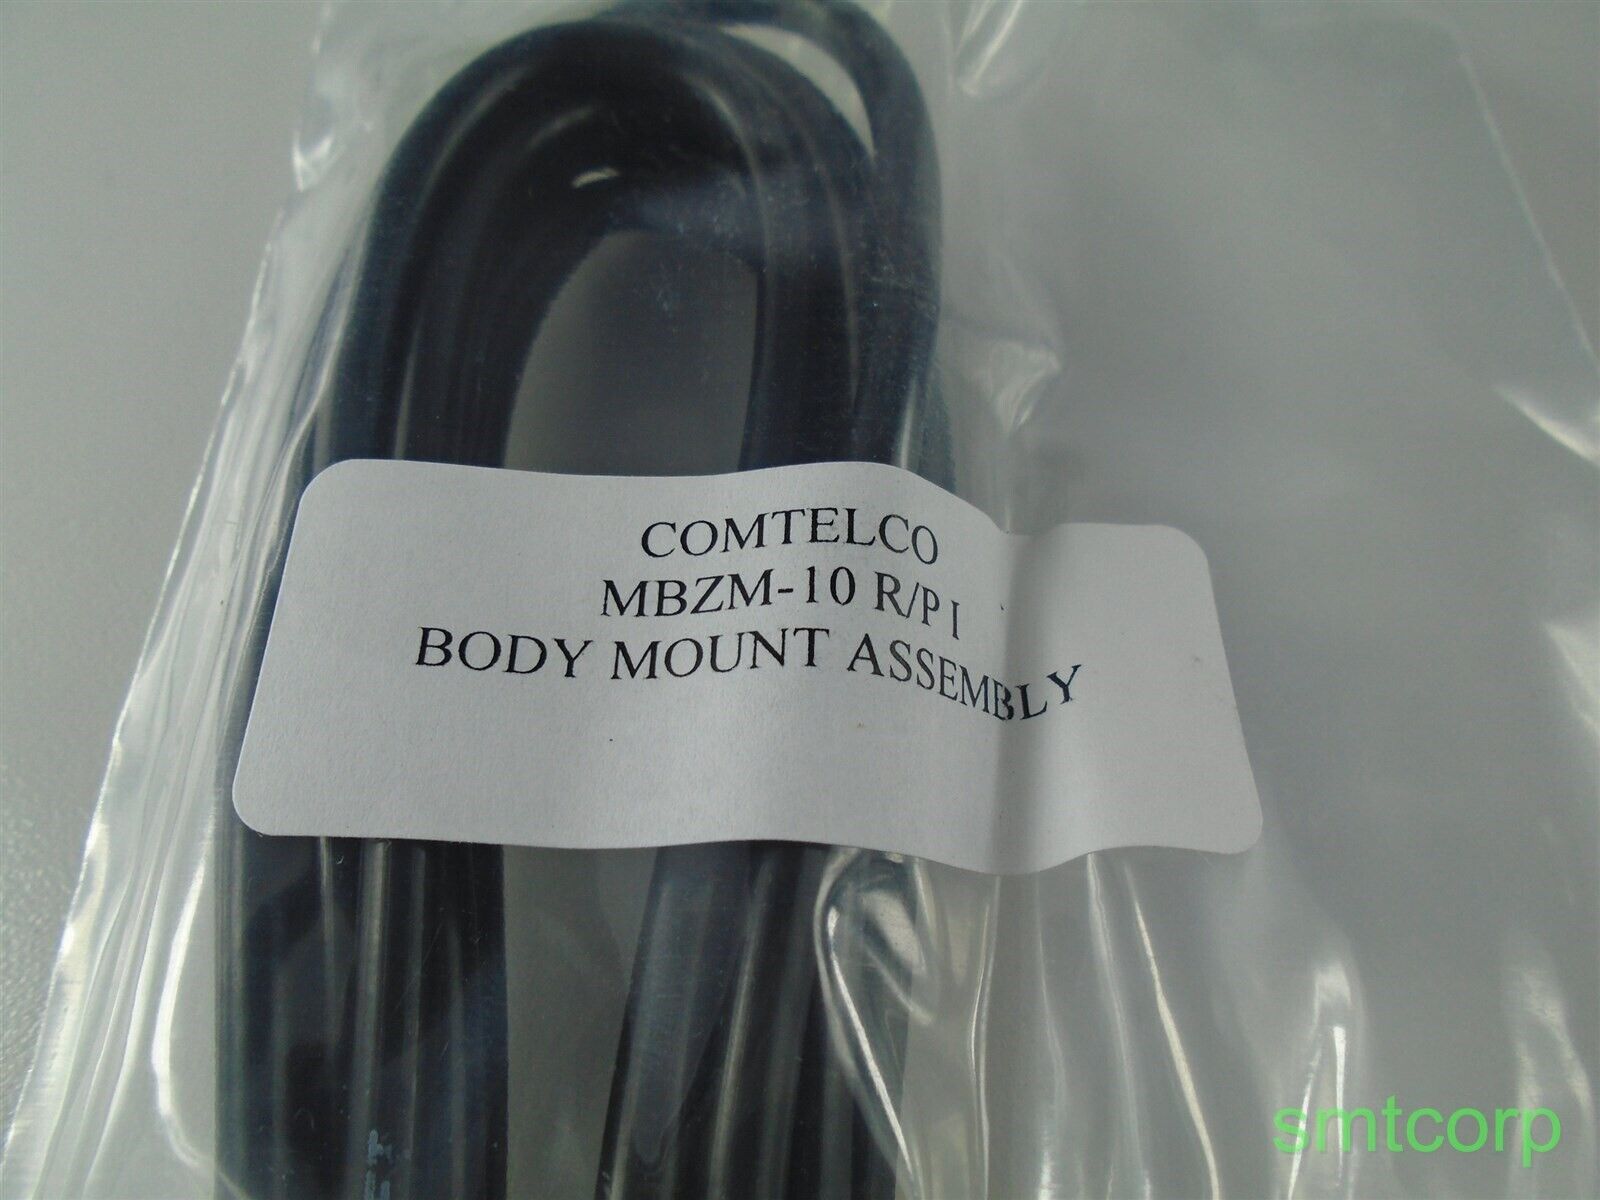 COMTELCO
MBZM-10 R/P I
BODY MOUNT ASSEMBLY
smtcorp